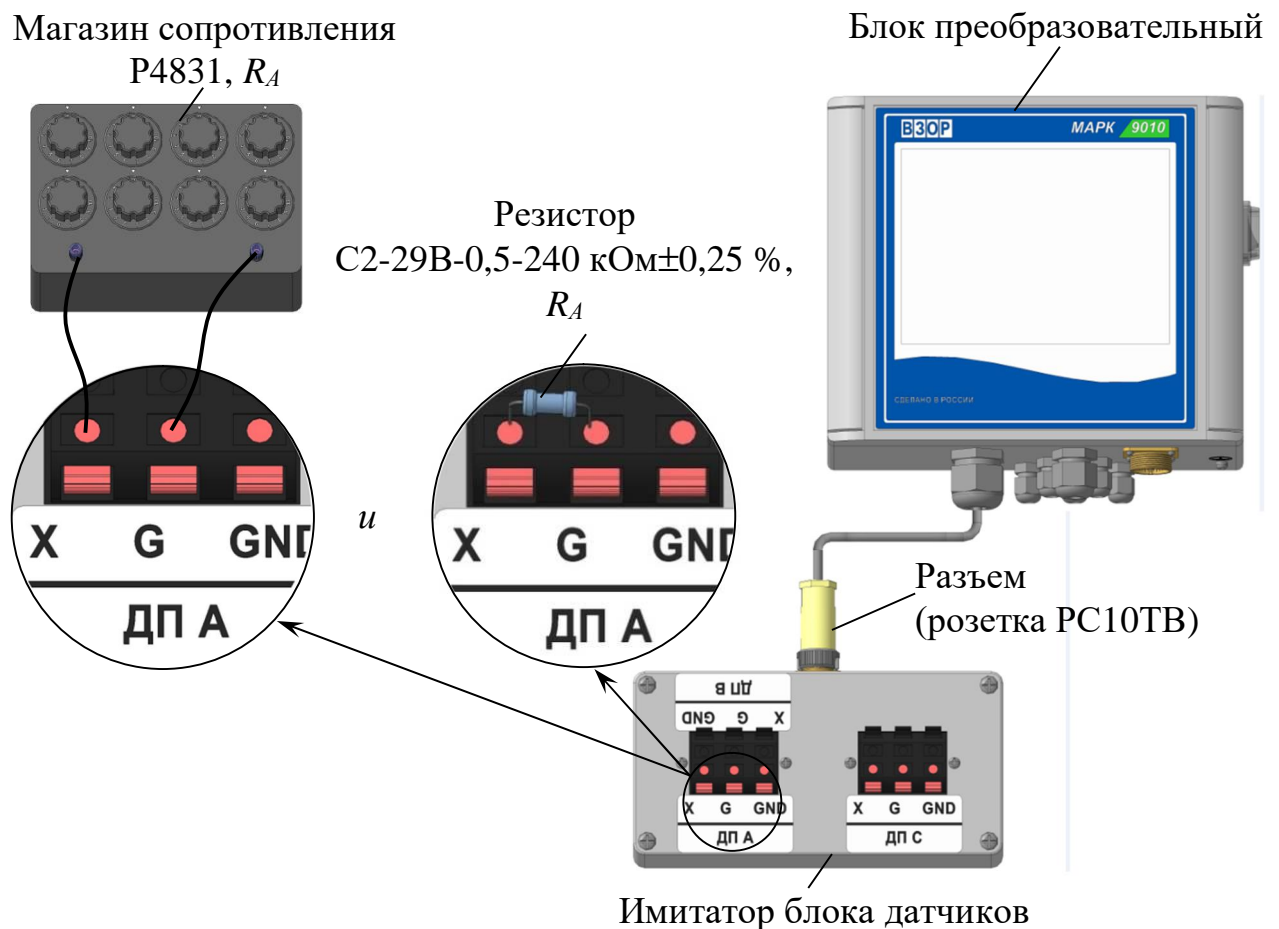 Магазин сопротивления
Р4831, RA
Блок преобразовательный
ВЗОР
МАРК 9010
Резистор
С2-29В-0,5-240 кОм±0,25 %,
RA
СДЕЛАНО В РОССИИ
X G GND
ДП А
и
X G GND
ДП А
Разъем
(розетка РС10ТВ)
ДП В
X G GND
X G GND
ДП А
X G GND
ДП С
Имитатор блока датчиков